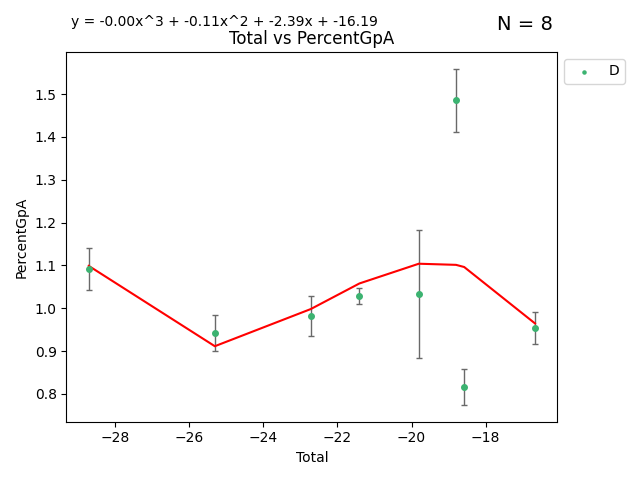 y = -0.00x^3 + -0.11x^2 + -2.39x + -16.19
N = 8
Total vs PercentGpA
D
PercentGpA
1.5
1.4
1.3
1.2
1.1
1.0
0.9
0.8
−28 −26 −24 −22 −20 −18
Total